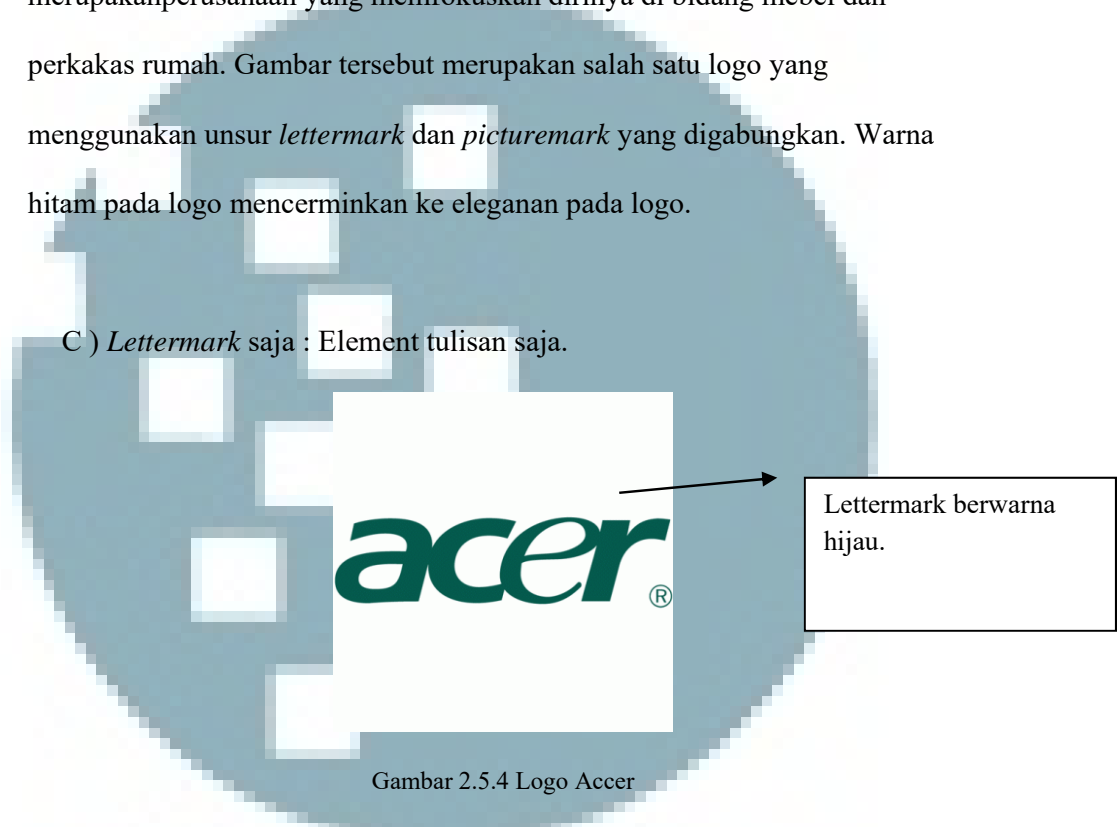 merupakanperusahaan yang memfokuskan dirinya di bidang mebel dan
perkakas rumah. Gambar tersebut merupakan salah satu logo yang
menggunakan unsur lettermark dan picturemark yang digabungkan. Warna
hitam pada logo mencerminkan ke eleganan pada logo.
C ) Lettermark saja : Element tulisan saja.
acer®
Lettermark berwarna
hijau.
Gambar 2.5.4 Logo Accer